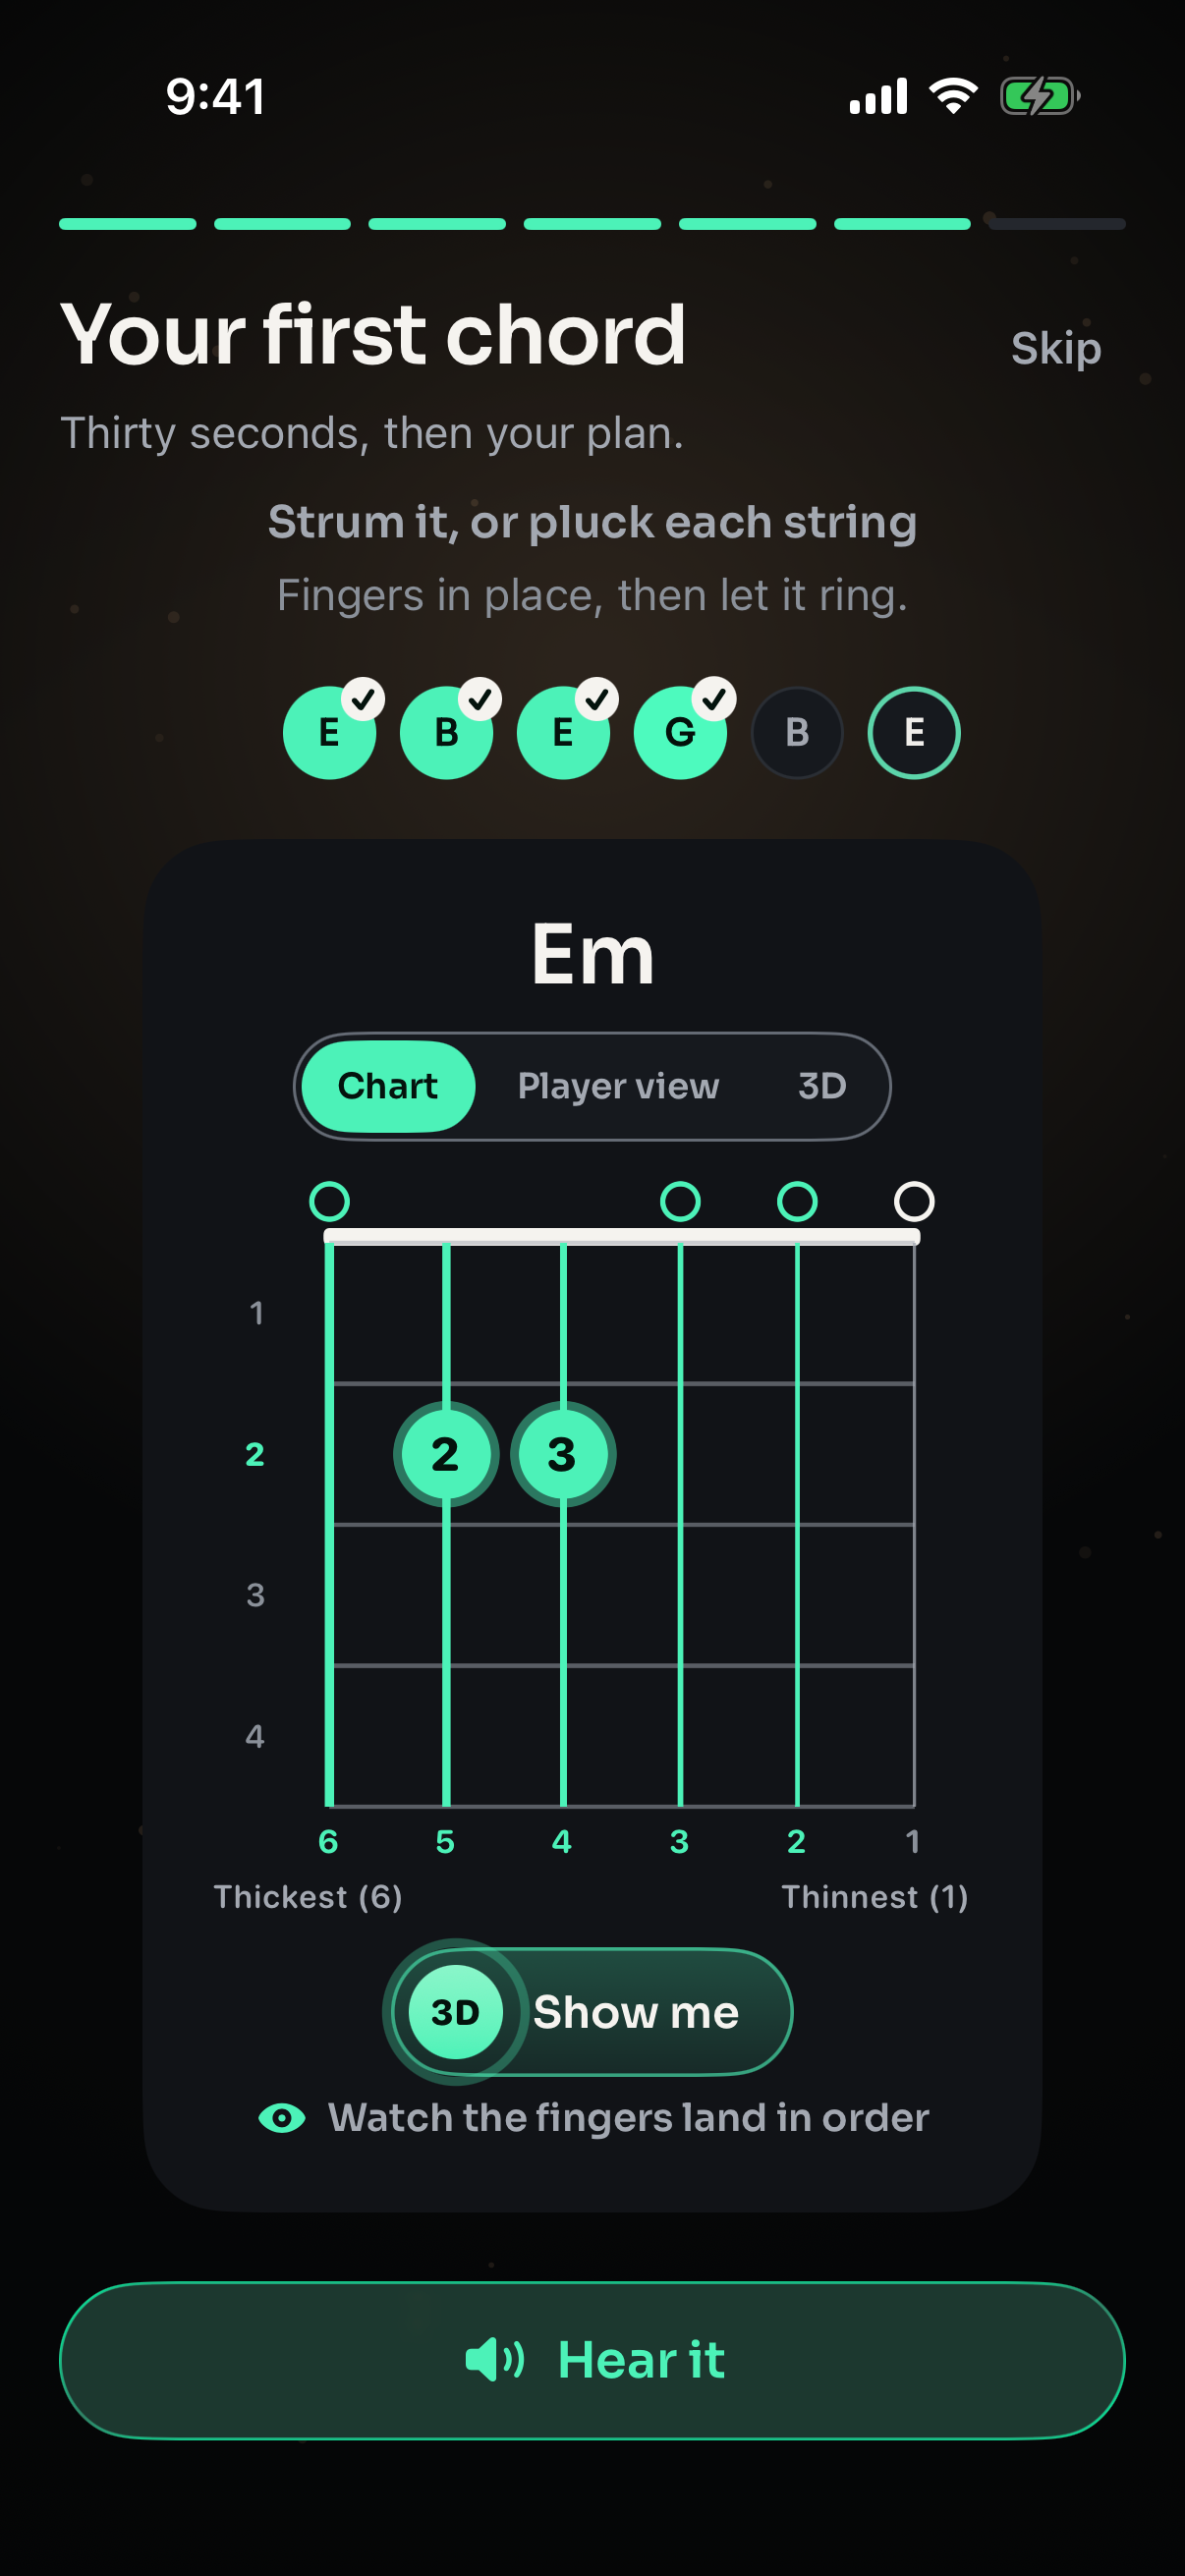 9:41
Your first chord
Skip
Thirty seconds, then your plan.
Strum it, or pluck each string
Fingers in place, then let it ring.
E B E G B E
Em
Chart Player view 3D
1
2
2 3
3
4
6 5 4 3 2 1
Thickest (6) Thinnest (1)
3D Show me
Watch the fingers land in order
Hear it